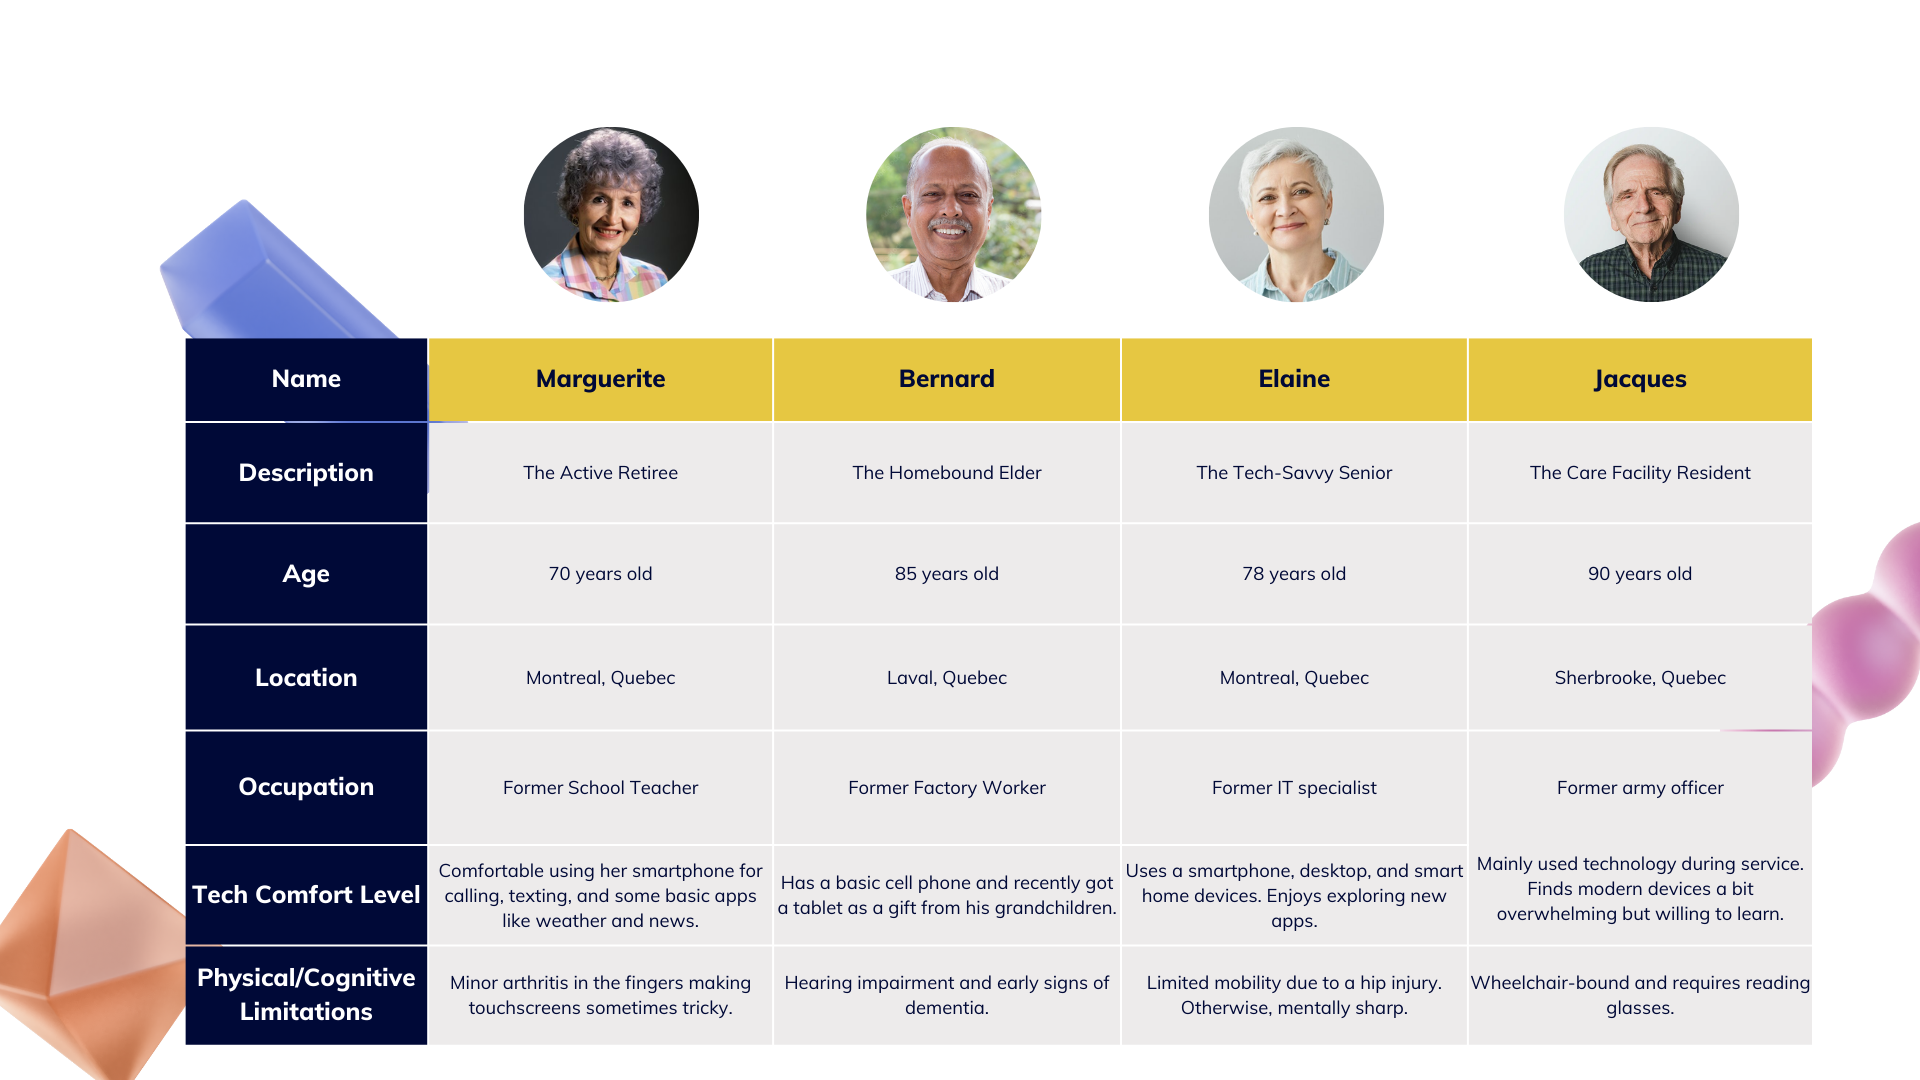 Name
Marguerite
Bernard
Elaine
Jacques
Description
The Active Retiree
The Homebound Elder
The Tech-Savvy Senior
The Care Facility Resident
Age
70 years old
85 years old
78 years old
90 years old
Location
Montreal, Quebec
Laval, Quebec
Montreal, Quebec
Sherbrooke, Quebec
Occupation
Former School Teacher
Former Factory Worker
Former IT specialist
Former army officer
Tech Comfort Level
Comfortable using her smartphone for
calling, texting, and some basic apps
like weather and news.
Has a basic cell phone and recently got
a tablet as a gift from his grandchildren.
Uses a smartphone, desktop, and smart
home devices. Enjoys exploring new
apps.
Mainly used technology during service.
Finds modern devices a bit
overwhelming but willing to learn.
Physical/Cognitive
Limitations
Minor arthritis in the fingers making
touchscreens sometimes tricky.
Hearing impairment and early signs of
dementia.
Limited mobility due to a hip injury.
Otherwise, mentally sharp.
Wheelchair-bound and requires reading
glasses.